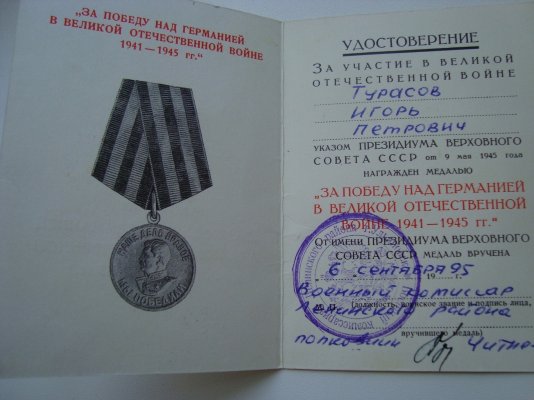 „ЗА ПОБЕДУ НАД ГЕРМАНИЕЙ
В ВЕЛИКОЙ ОТЕЧЕСТВЕННОЙ ВОЙНЕ
1941—1945 гг.“
НАШЕ ДЕЛО ПРАВОЕ
МЫ ПОБЕДИЛИ
УДОСТОВЕРЕНИЕ
ЗА УЧАСТИЕ В ВЕЛИКОЙ
ОТЕЧЕСТВЕННОЙ ВОЙНЕ
Турасов
Игорь
Петрович
УКАЗОМ ПРЕЗИДИУМА ВЕРХОВНОГО
СОВЕТА СССР от 9 мая 1945 года
НАГРАЖДЕН МЕДАЛЬЮ
„ЗА ПОБЕДУ НАД ГЕРМАНИЕЙ
В ВЕЛИКОЙ ОТЕЧЕСТВЕННОЙ
ВОЙНЕ 1941—1945 гг.“
От имени ПРЕЗИДИУМА ВЕРХОВНОГО
СОВЕТА СССР МЕДАЛЬ ВРУЧЕНА
6 сентября 95 г.
Военный комиссар
(должность, воинское звание и подпись лица,
Ленинского района
вручившего медаль)